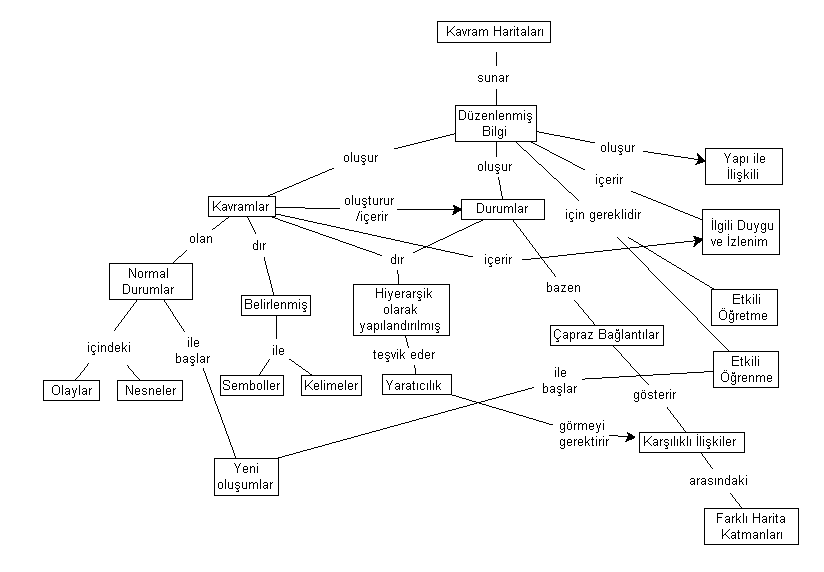 Kavram Haritaları
sunar
Düzenlenmiş
Bilgi
oluşur
oluşur
oluşur
Yapı ile
İlişkili
içerir
Kavramlar
oluşturur
/içerir
Durumlar
için gereklidir
İlgili Duygu
ve İzlenim
olan
dır
dır
içerir
Normal
Durumlar
Belirlenmiş
Hiyerarşik
olarak
yapılandırılmış
bazen
Etkili
Öğretme
Çapraz Bağlantılar
içindeki
ile
başlar
ile
teşvik eder
Etkili
Öğrenme
Olaylar
Nesneler
Semboller
Kelimeler
Yaratıcılık
ile
başlar
gösterir
görmeyi
gerektirir
Karşılıklı İlişkiler
Yeni
oluşumlar
arasındaki
Farklı Harita
Katmanları